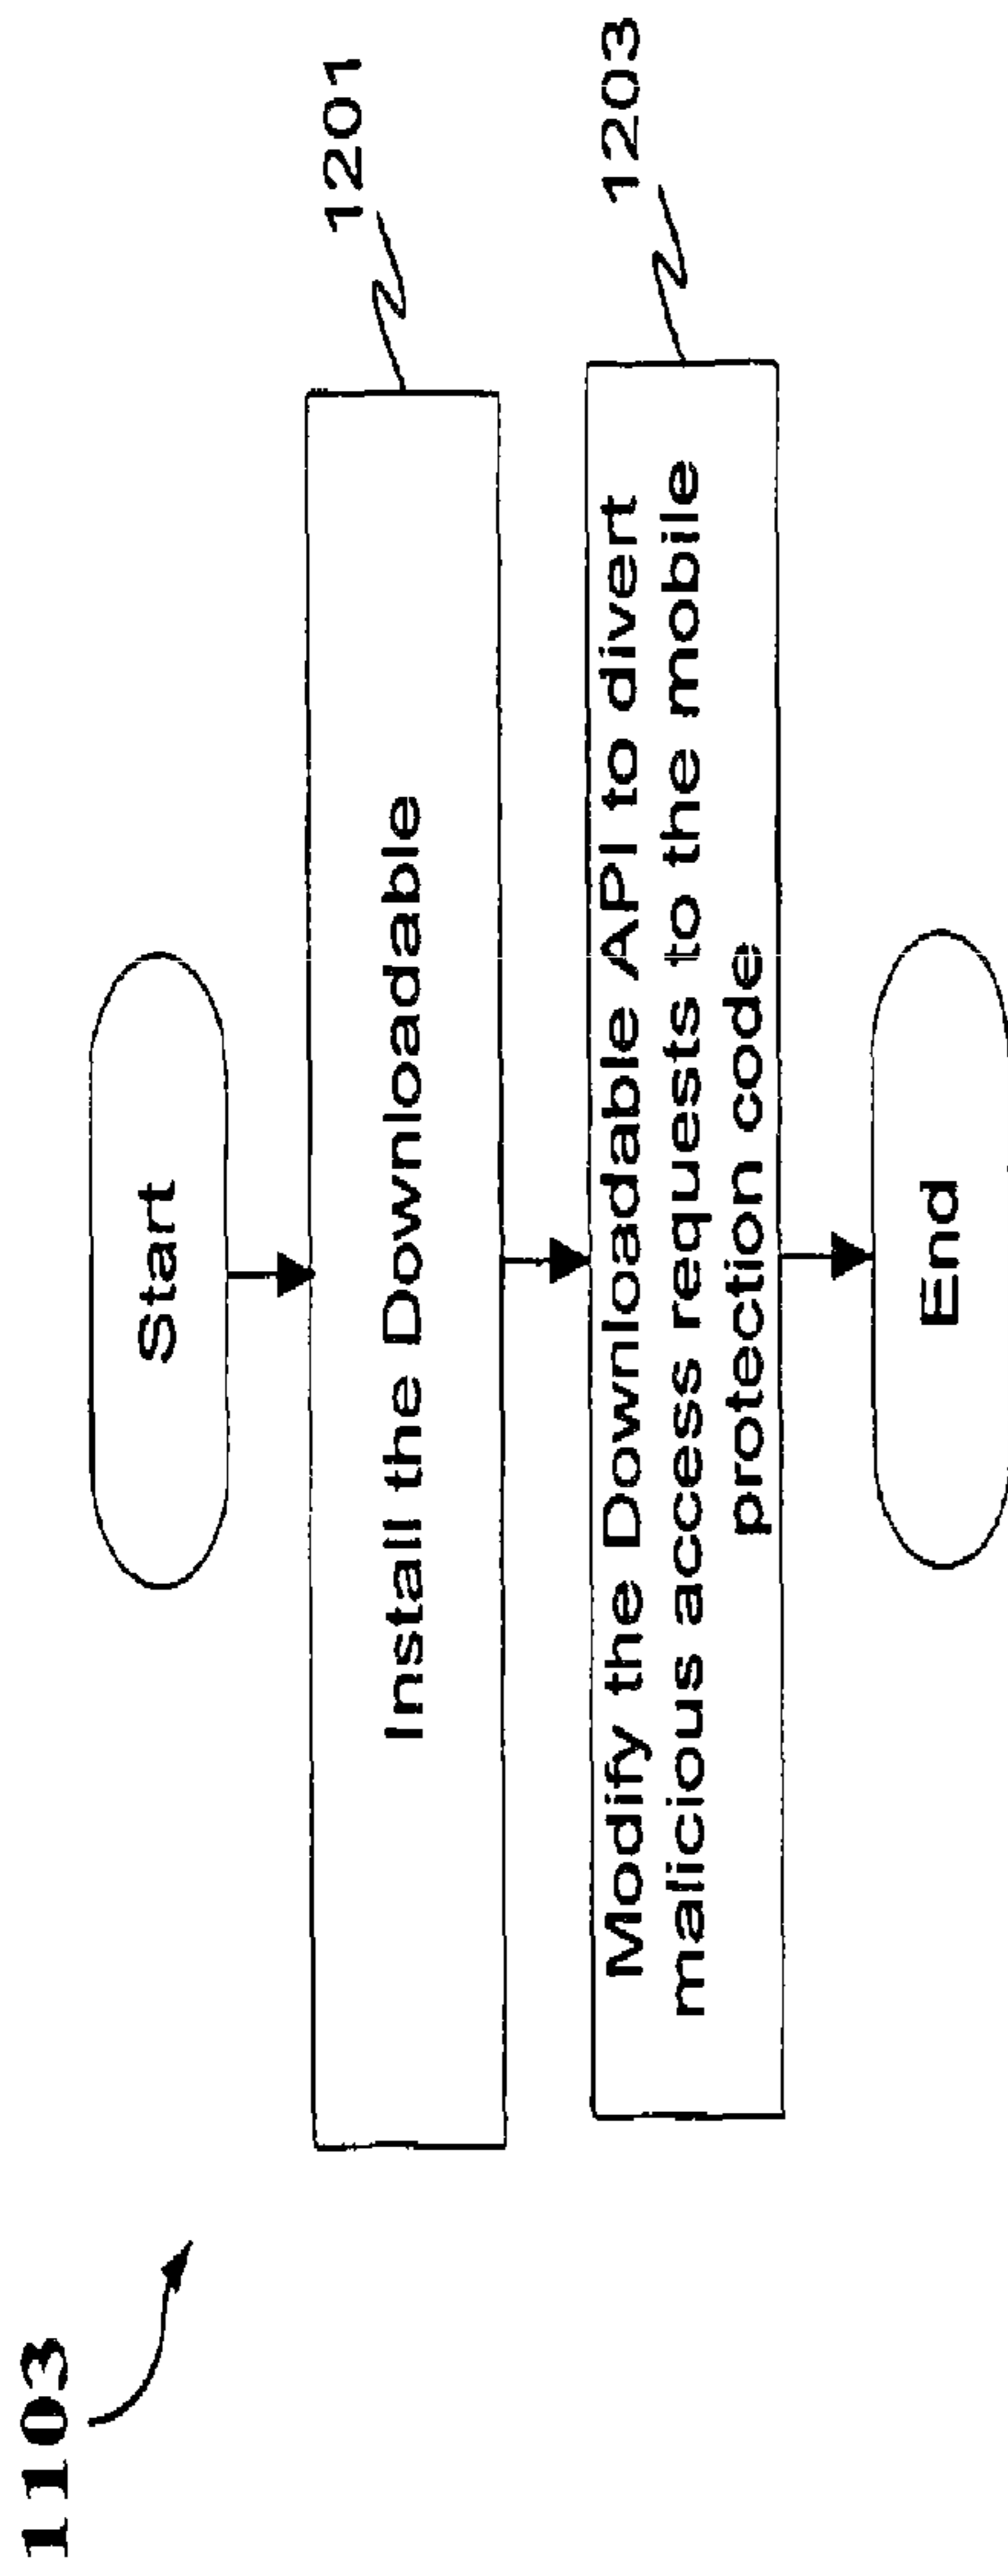 1103
Start
Install the Downloadable
1201
Modify the Downloadable API to divert
malicious access requests to the mobile
protection code
1203
End